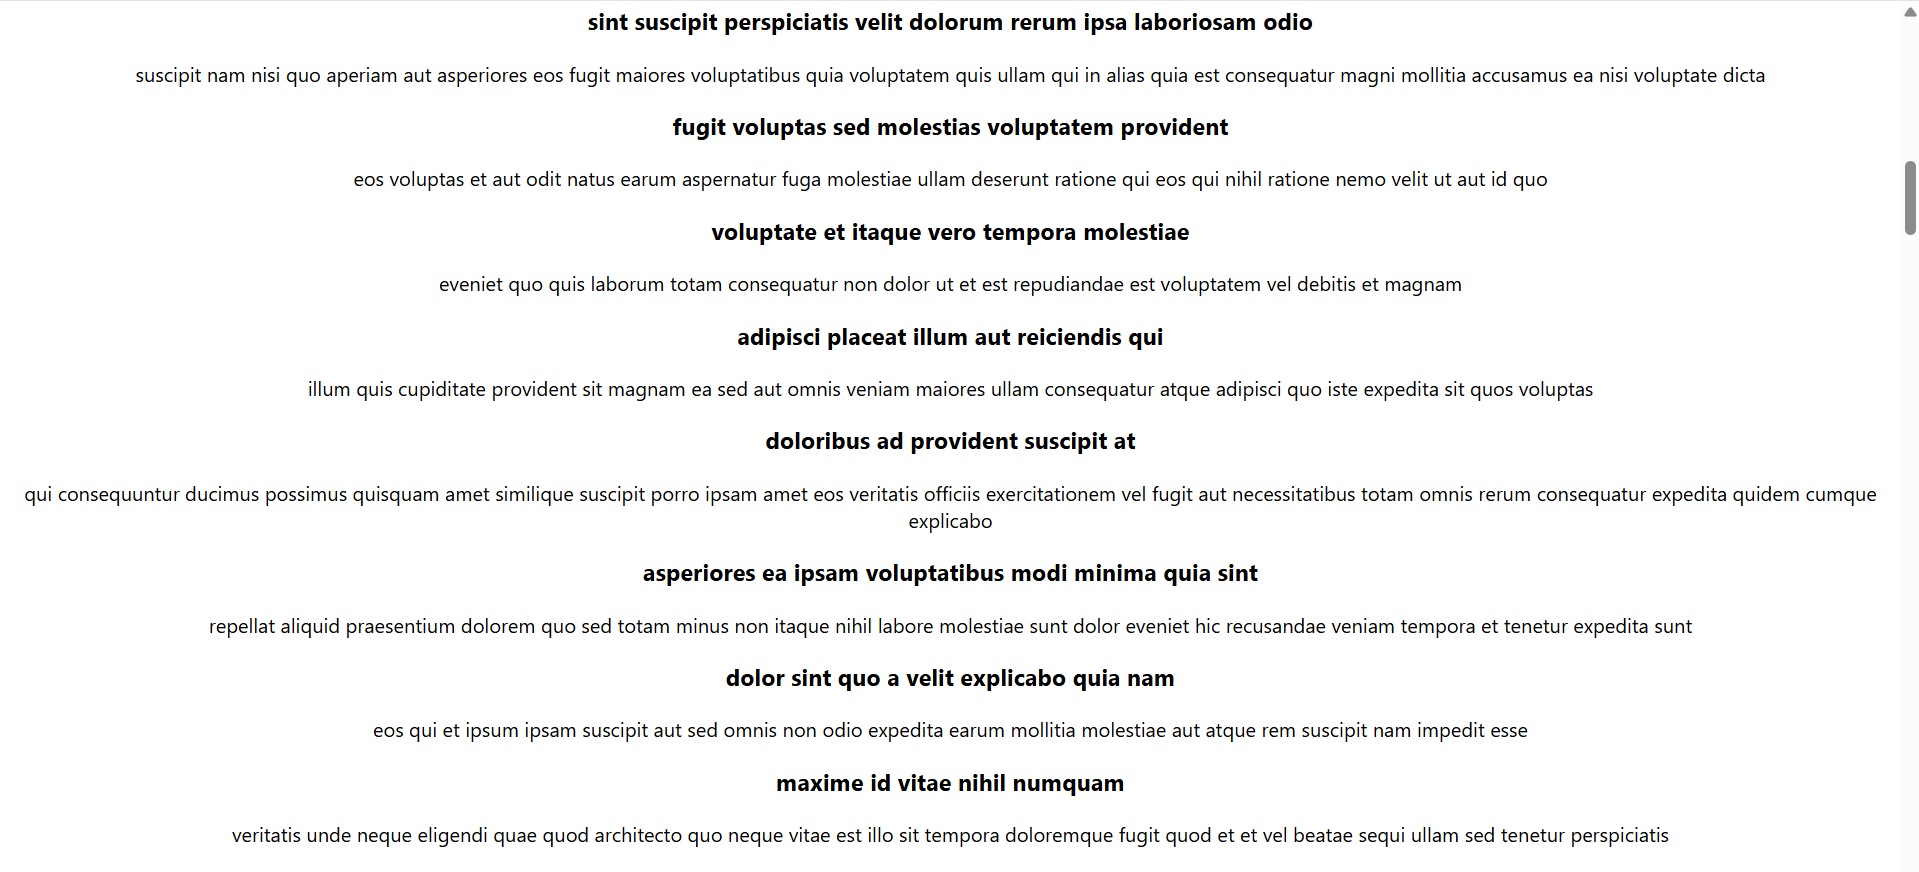 sint suscipit perspiciatis velit dolorum rerum ipsa laboriosam odio
suscipit nam nisi quo aperiam aut asperiores eos fugit maiores voluptatibus quia voluptatem quis ullam qui in alias quia est consequatur magni mollitia accusamus ea nisi voluptate dicta
fugit voluptas sed molestias voluptatem provident
eos voluptas et aut odit natus earum aspernatur fuga molestiae ullam deserunt ratione qui eos qui nihil ratione nemo velit ut aut id quo
voluptate et itaque vero tempora molestiae
eveniet quo quis laborum totam consequatur non dolor ut et est repudiandae est voluptatem vel debitis et magnam
adipisci placeat illum aut reiciendis qui
illum quis cupiditate provident sit magnam ea sed aut omnis veniam maiores ullam consequatur atque adipisci quo iste expedita sit quos voluptas
doloribus ad provident suscipit at
qui consequuntur ducimus possimus quisquam amet similique suscipit porro ipsam amet eos veritatis officiis exercitationem vel fugit aut necessitatibus totam omnis rerum consequatur expedita quidem cumque
explicabo
asperiores ea ipsam voluptatibus modi minima quia sint
repellat aliquid praesentium dolorem quo sed totam minus non itaque nihil labore molestiae sunt dolor eveniet hic recusandae veniam tempora et tenetur expedita sunt
dolor sint quo a velit explicabo quia nam
eos qui et ipsum ipsam suscipit aut sed omnis non odio expedita earum mollitia molestiae aut atque rem suscipit nam impedit esse
maxime id vitae nihil numquam
veritatis unde neque eligendi quae quod architecto quo neque vitae est illo sit tempora doloremque fugit quod et et vel beatae sequi ullam sed tenetur perspiciatis